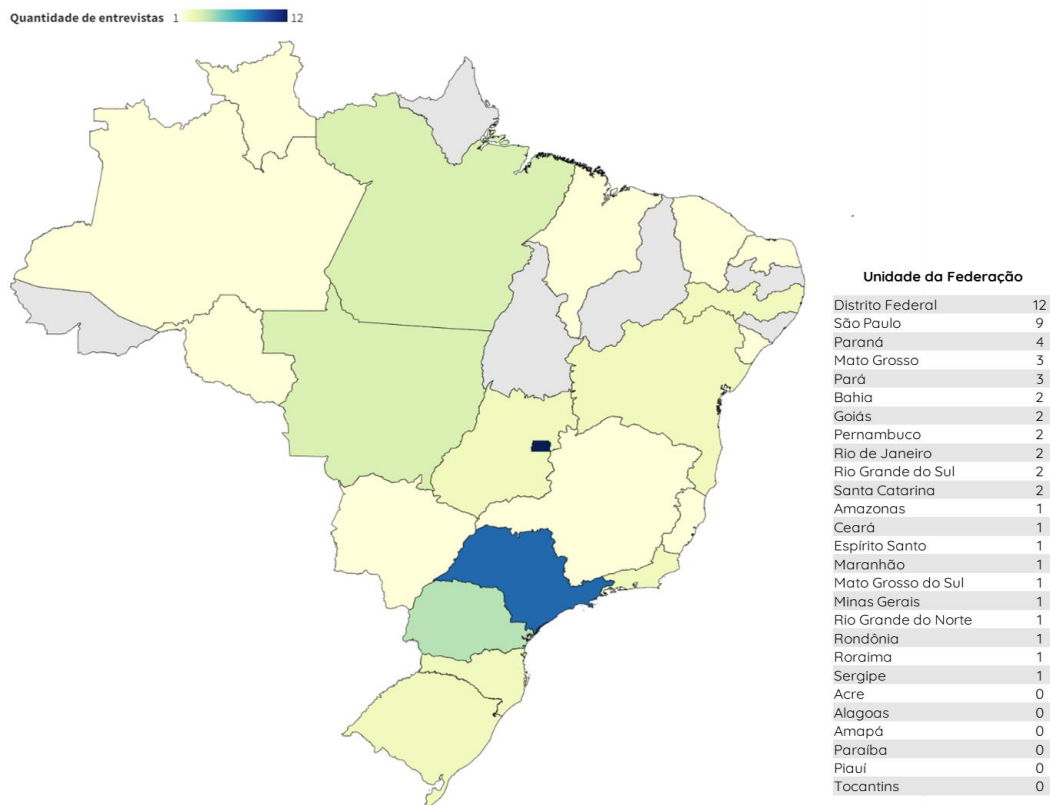 Quantidade de entrevistas 1 12
Unidade da Federação
Distrito Federal 12
São Paulo 9
Paraná 4
Mato Grosso 3
Pará 3
Bahia 2
Goiás 2
Pernambuco 2
Rio de Janeiro 2
Rio Grande do Sul 2
Santa Catarina 2
Amazonas 1
Ceará 1
Espírito Santo 1
Maranhão 1
Mato Grosso do Sul 1
Minas Gerais 1
Rio Grande do Norte 1
Rondônia 1
Roraima 1
Sergipe 1
Acre 0
Alagoas 0
Amapá 0
Paraíba 0
Piauí 0
Tocantins 0